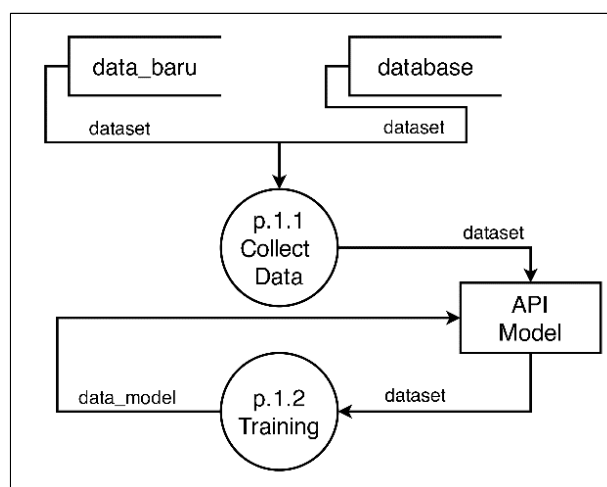 data_baru
database
dataset
dataset
p.1.1
Collect
Data
dataset
API
Model
data_model
p.1.2
Training
dataset